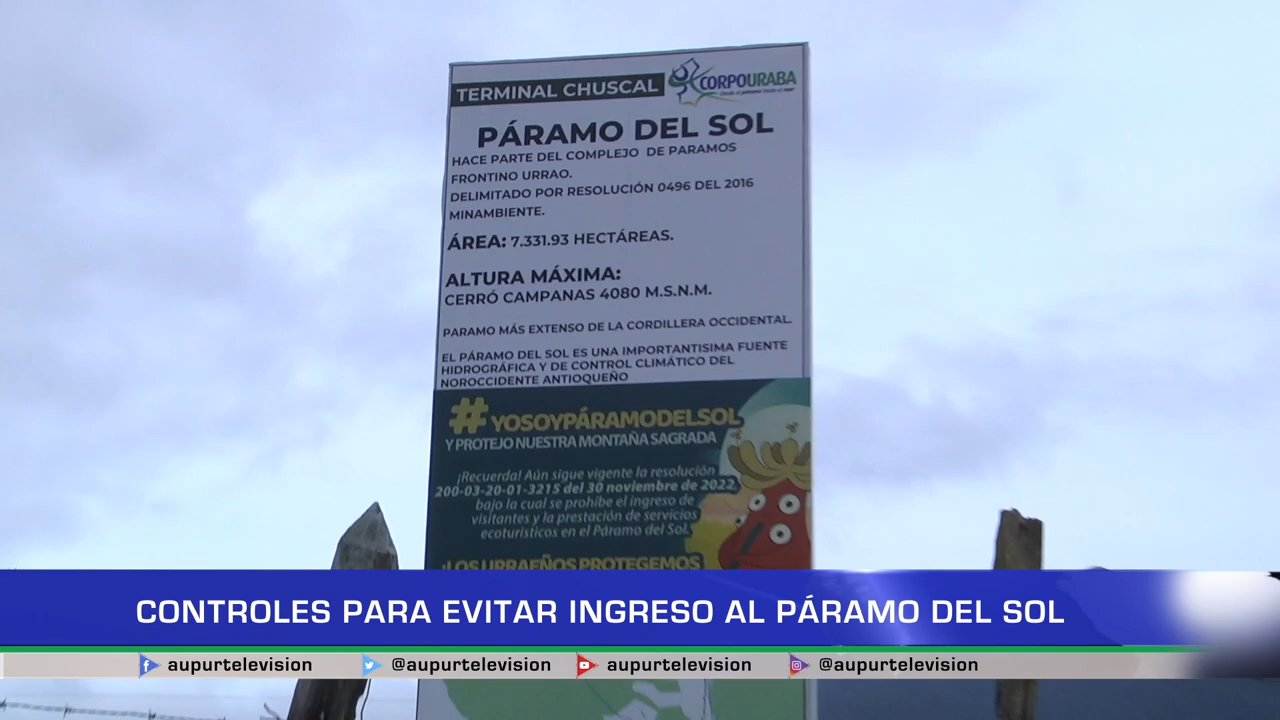 TERMINAL CHUSCAL
CORPOURABA
PÁRAMO DEL SOL
HACE PARTE DEL COMPLEJO DE PARAMOS
FRONTINO URRAO.
DELIMITADO POR RESOLUCIÓN 0496 DEL 2016
MINAMBIENTE.
ÁREA: 7.331.93 HECTÁREAS.
ALTURA MÁXIMA:
CERRÓ CAMPANAS 4080 M.S.N.M.
PARAMO MÁS EXTENSO DE LA CORDILLERA OCCIDENTAL.
EL PÁRAMO DEL SOL ES UNA IMPORTANTISIMA FUENTE
HIDROGRÁFICA Y DE CONTROL CLIMÁTICO DEL
NOROCCIDENTE ANTIOQUEÑO
#YOSOYPÁRAMODELSOL
Y PROTEJO NUESTRA MONTAÑA SAGRADA
¡Recuerda! Aún sigue vigente la resolución
200-03-20-01-3215 del 30 noviembre de 2022,
bajo la cual se prohíbe el ingreso de
visitantes y la prestación de servicios
ecoturísticos en el Páramo del Sol.
¡LOS URRAEÑOS PROTEGEMOS
CONTROLES PARA EVITAR INGRESO AL PÁRAMO DEL SOL
aupurtelevision @aupurtelevision aupurtelevision @aupurtelevision